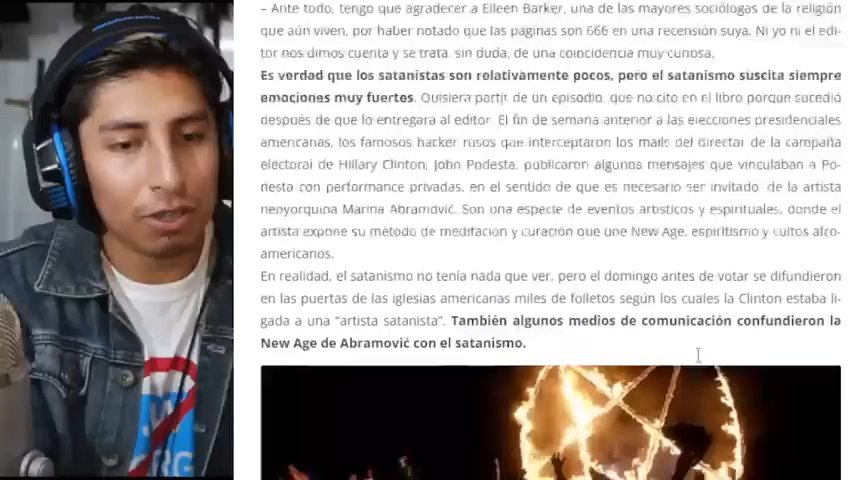 – Ante todo, tengo que agradecer a Eileen Barker, una de las mayores sociólogas de la religión
que aún viven, por haber notado que las páginas son 666 en una recensión suya. Ni yo ni el edi-
tor nos dimos cuenta y se trata, sin duda, de una coincidencia muy curiosa.
Es verdad que los satanistas son relativamente pocos, pero el satanismo suscita siempre
emociones muy fuertes. Quisiera partir de un episodio, que no cito en el libro porque sucedió
después de que lo entregara al editor. El fin de semana anterior a las elecciones presidenciales
americanas, los famosos hacker rusos que interceptaron los mails del director de la campaña
electoral de Hillary Clinton, John Podesta, publicaron algunos mensajes que vinculaban a Po-
desta con performance privadas, en el sentido de que es necesario ser invitado, de la artista
neoyorquina Marina Abramović. Son una especie de eventos artísticos y espirituales, donde el
artista expone su método de meditación y curación que une New Age, espiritismo y cultos afro-
americanos.
En realidad, el satanismo no tenía nada que ver, pero el domingo antes de votar se difundieron
en las puertas de las iglesias americanas miles de folletos según los cuales la Clinton estaba li-
gada a una “artista satanista”. También algunos medios de comunicación confundieron la
New Age de Abramović con el satanismo.